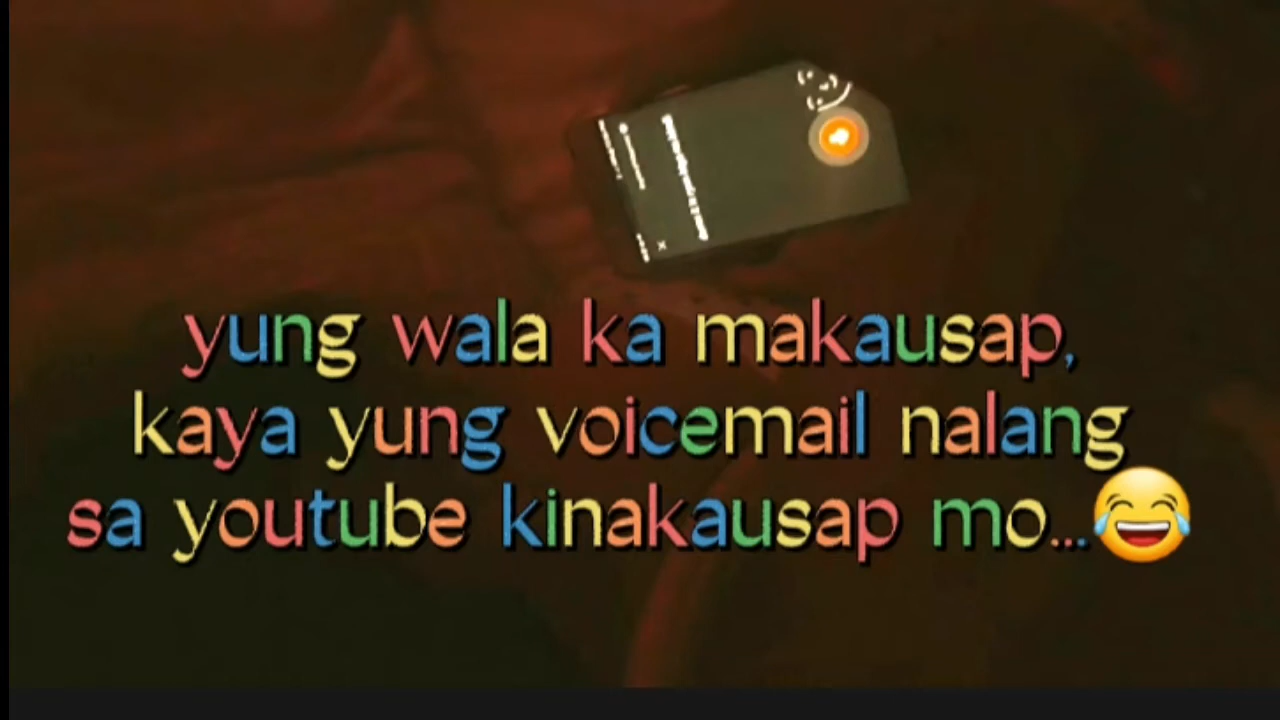 yung wala ka makausap,
kaya yung voicemail nalang
sa youtube kinakausap mo...😂